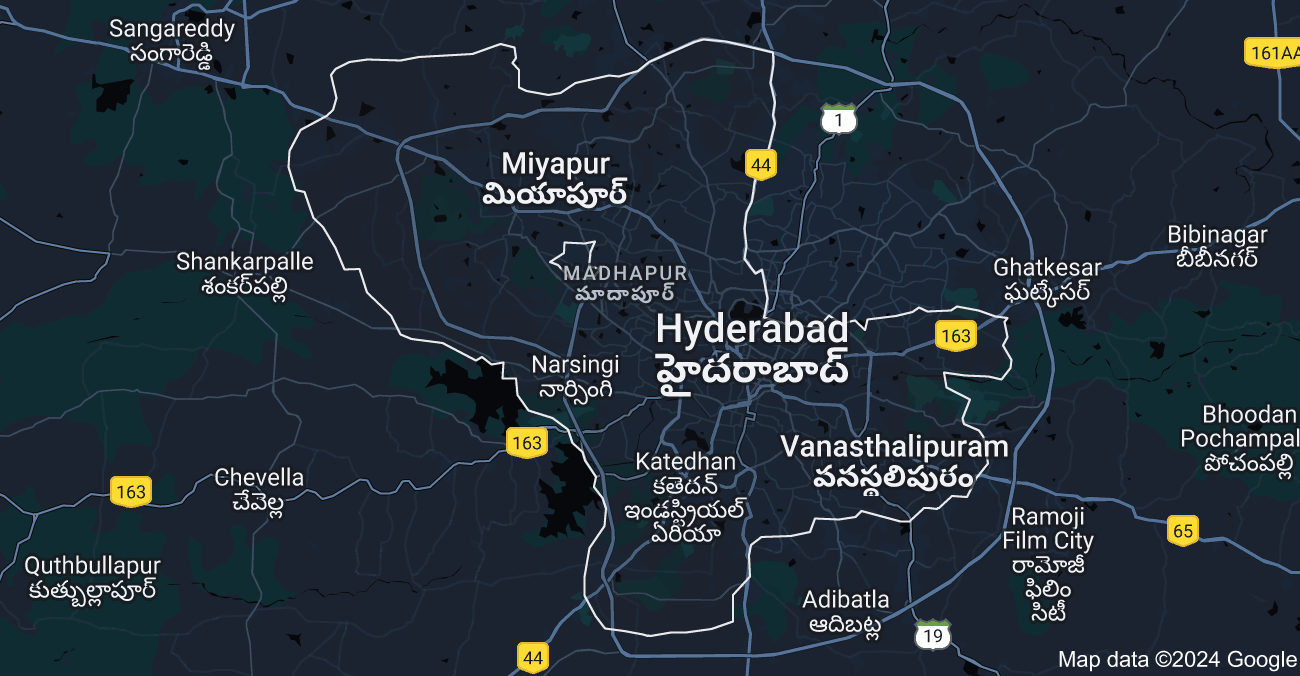 Sangareddy
సంగారెడ్డి
161AA
1
44
Miyapur
మియాపూర్
Bibinagar
బీబీనగర్
Shankarpalle
శంకర్‌పల్లి
MADHAPUR
మాదాపూర్
Ghatkesar
ఘట్కేసర్
Hyderabad
హైదరాబాద్
163
Narsingi
నార్సింగి
Bhoodan
Pochampal
పోచంపల్లి
163
Vanasthalipuram
వనస్థలిపురం
Katedhan
కతెదన్
ఇండస్ట్రియల్
ఏరియా
Chevella
చేవెల్ల
163
Ramoji
Film City
రామోజీ
ఫిలిం
సిటీ
65
Quthbullapur
కుత్బుల్లాపూర్
Adibatla
ఆదిబట్ల
19
44
Map data ©2024 Google